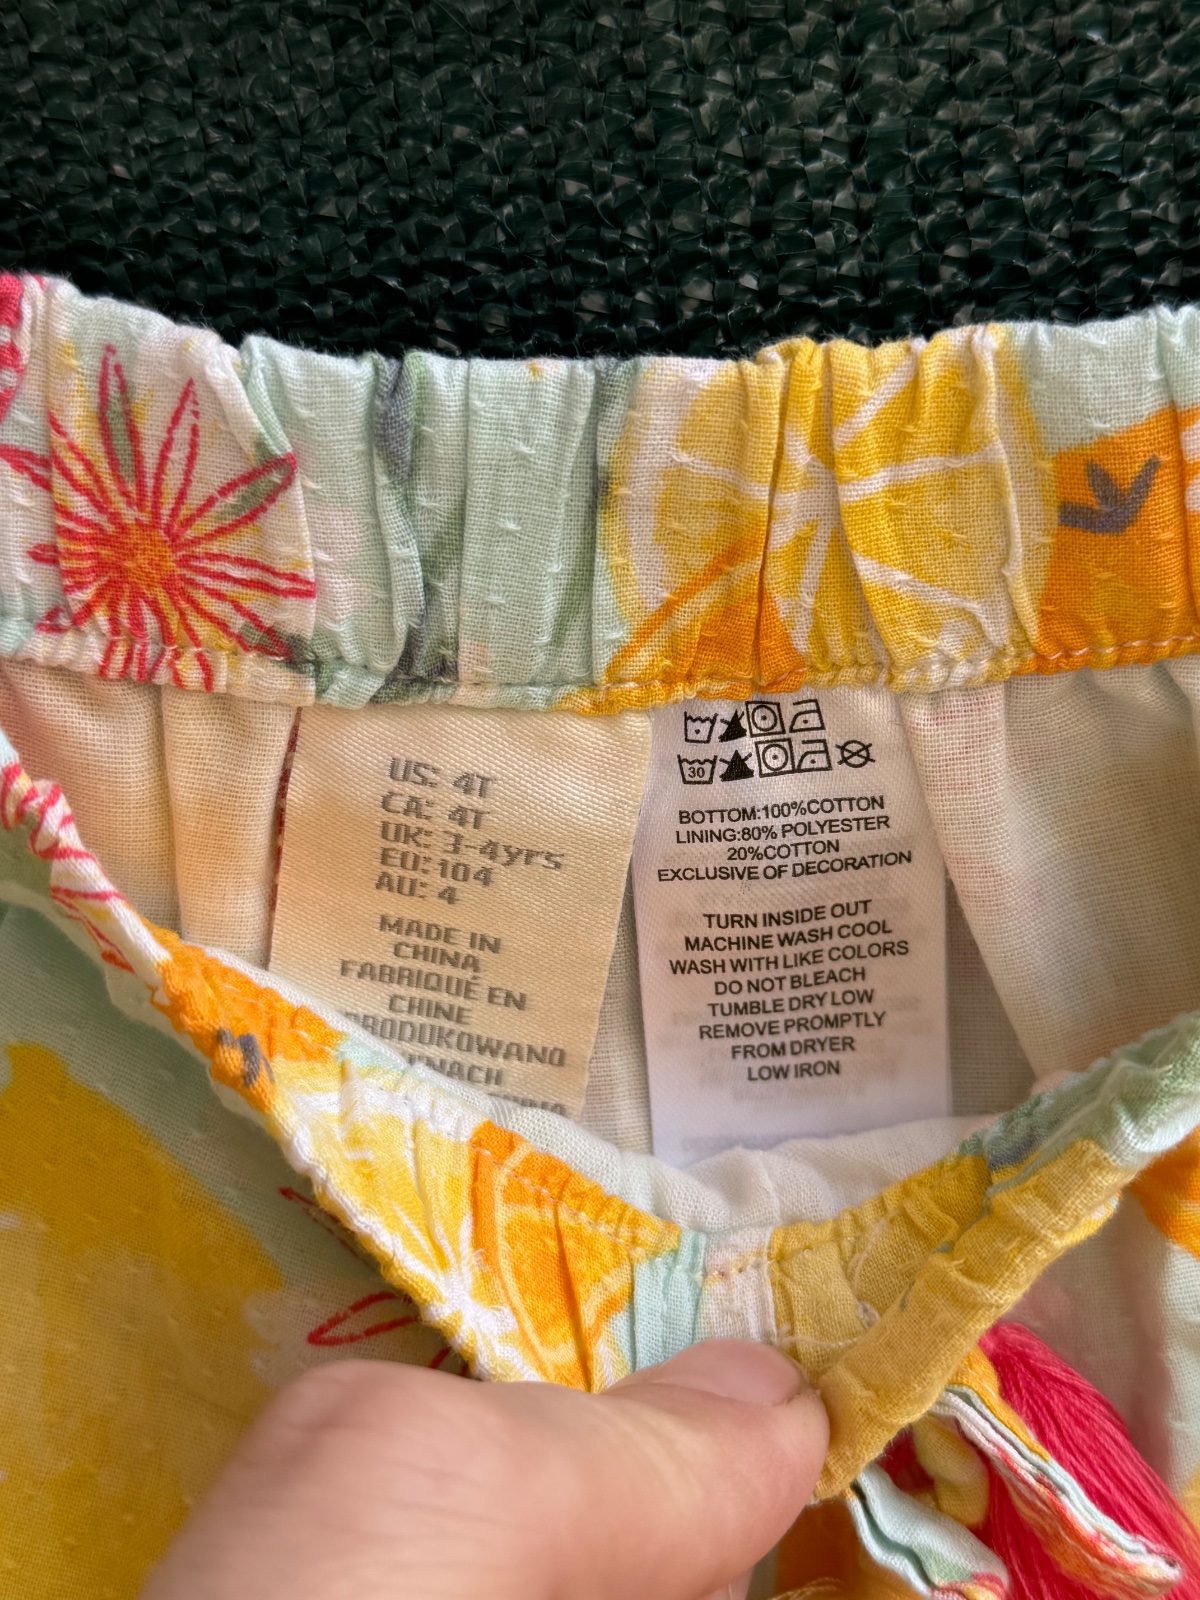 US: 4T
CA: 4T
UK: 3-4yrs
EU: 104
AU: 4
MADE IN
CHINA
FABRIQUÉ EN
CHINE
PRODUKOWANO
30
BOTTOM:100%COTTON
LINING:80% POLYESTER
20%COTTON
EXCLUSIVE OF DECORATION
TURN INSIDE OUT
MACHINE WASH COOL
WASH WITH LIKE COLORS
DO NOT BLEACH
TUMBLE DRY LOW
REMOVE PROMPTLY
FROM DRYER
LOW IRON